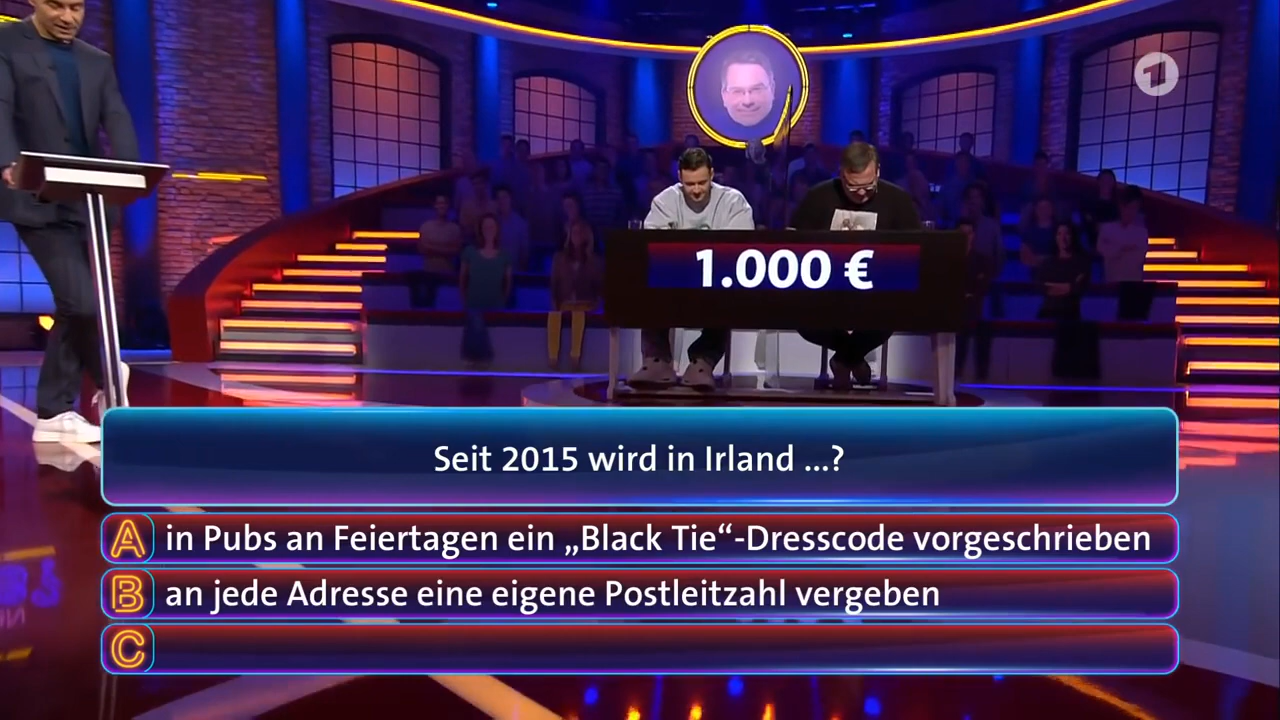 1
1.000 €
Seit 2015 wird in Irland ...?
A in Pubs an Feiertagen ein „Black Tie“-Dresscode vorgeschrieben
B an jede Adresse eine eigene Postleitzahl vergeben
C